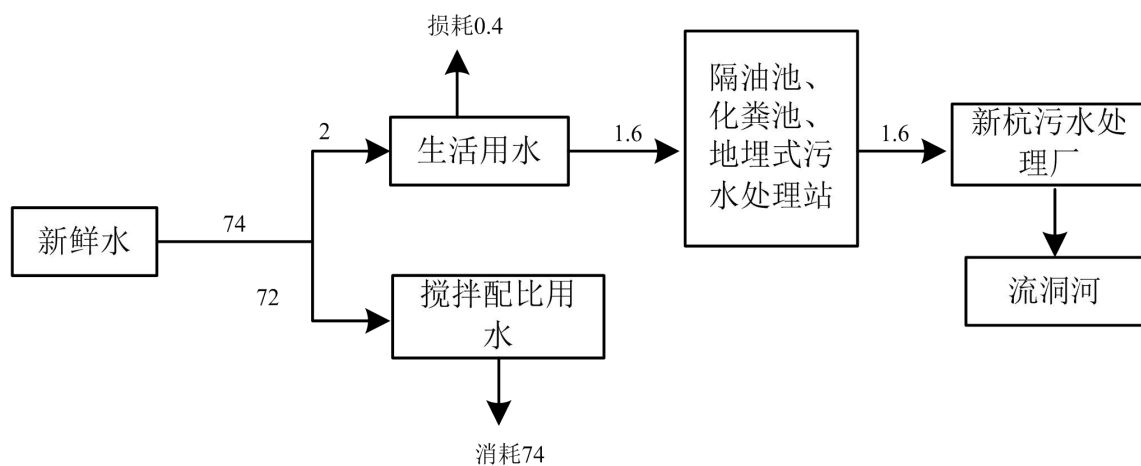 损耗0.4
隔油池、
化粪池、
地埋式污
水处理站
2
生活用水
1.6
1.6
新杭污水处
理厂
新鲜水
74
72
搅拌配比用
水
流洞河
消耗74